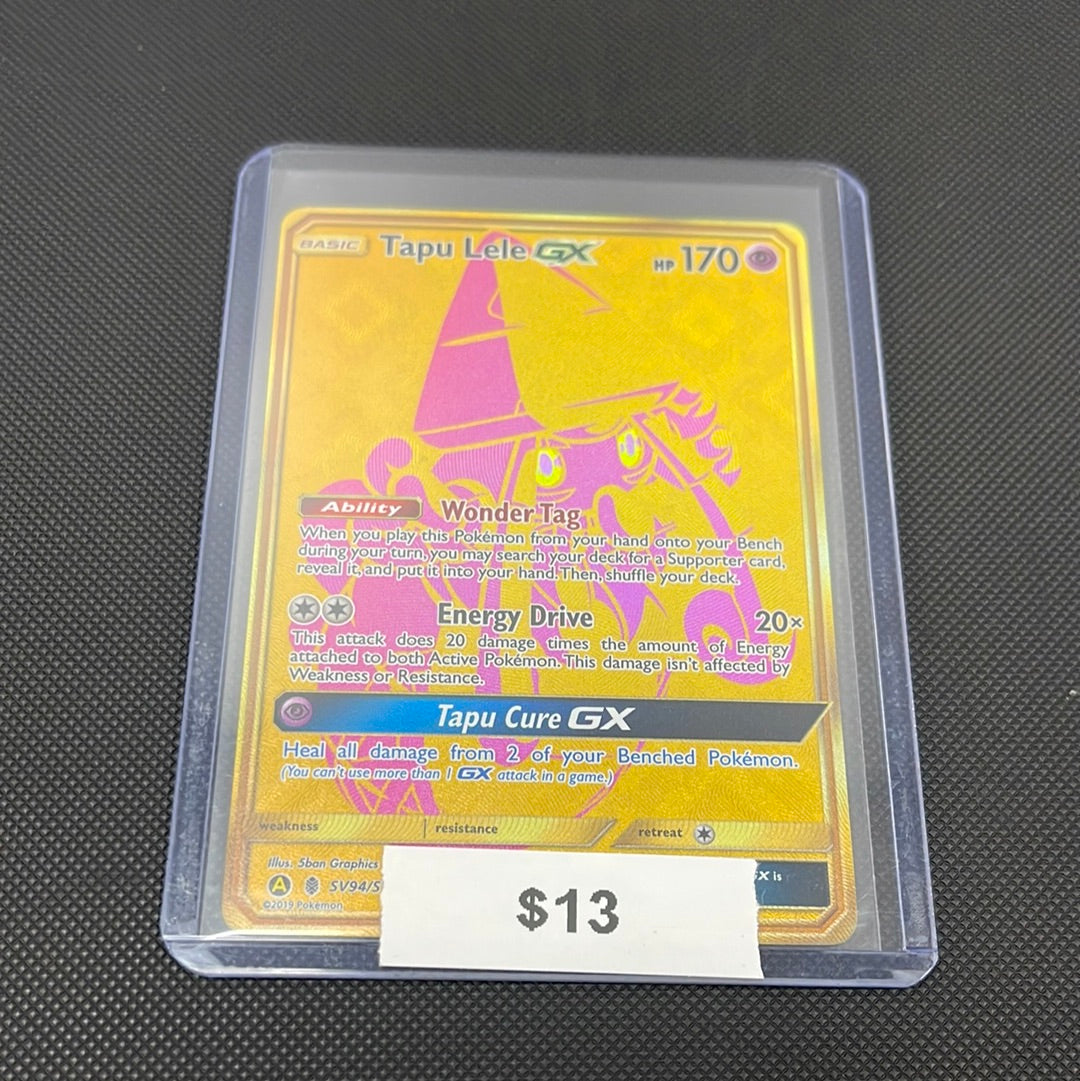 BASIC Tapu Lele GX HP 170
Ability Wonder Tag
When you play this Pokémon from your hand onto your Bench
during your turn, you may search your deck for a Supporter card,
reveal it, and put it into your hand. Then, shuffle your deck.
Energy Drive 20×
This attack does 20 damage times the amount of Energy
attached to both Active Pokémon. This damage isn't affected by
Weakness or Resistance.
Tapu Cure GX
Heal all damage from 2 of your Benched Pokémon.
(You can't use more than 1 GX attack in a game.)
weakness resistance retreat
Illus. 5ban Graphics
A SV94/S
©2019 Pokémon
GX is
$13